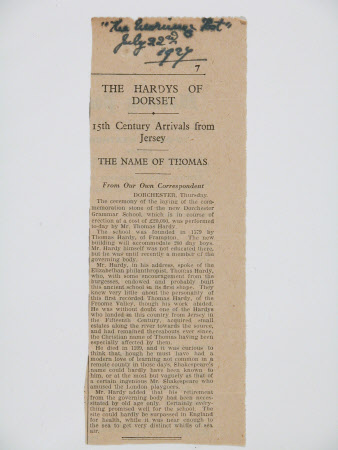 "The Morning Post"
July 22nd
1927
7
THE HARDYS OF
DORSET
15th Century Arrivals from
Jersey
THE NAME OF THOMAS
From Our Own Correspondent
DORCHESTER, Thursday.
The ceremony of the laying of the com-
memoration stone of the new Dorchester
Grammar School, which is in course of
erection at a cost of £20,000, was performed
to-day by Mr. Thomas Hardy.
The school was founded in 1579 by
Thomas Hardy, of Frampton. The new
building will accommodate 200 day boys.
Mr. Hardy himself was not educated there,
but he was until recently a member of the
governing body.
Mr. Hardy, in his address, spoke of the
Elizabethan philanthropist, Thomas Hardy,
who, with some encouragement from the
burgesses, endowed and probably built
this ancient school in its first shape. They
knew very little about the personality of
this first recorded Thomas Hardy, of the
Frome Valley, though his work endured.
He was without doubt one of the Hardys
who landed in this country from Jersey in
the Fifteenth Century, acquired small
estates along the river towards the source,
and had remained thereabouts ever since,
the Christian name of Thomas having been
especially affected by them.
He died in 1599, and it was curious to
think that, though he must have had a
modern love of learning not common in a
remote county in those days, Shakespeare's
name could hardly have been known to
him, or at the most but vaguely as that of
a certain ingenious Mr. Shakespeare who
amused the London playgoers.
Mr. Hardy added that his retirement
from the governing body had been neces-
sitated by old age only. Certainly every-
thing promised well for the school. The
site could hardly be surpassed in England
for health, while it was near enough to
the sea to get very distinct whiffs of sea
air.